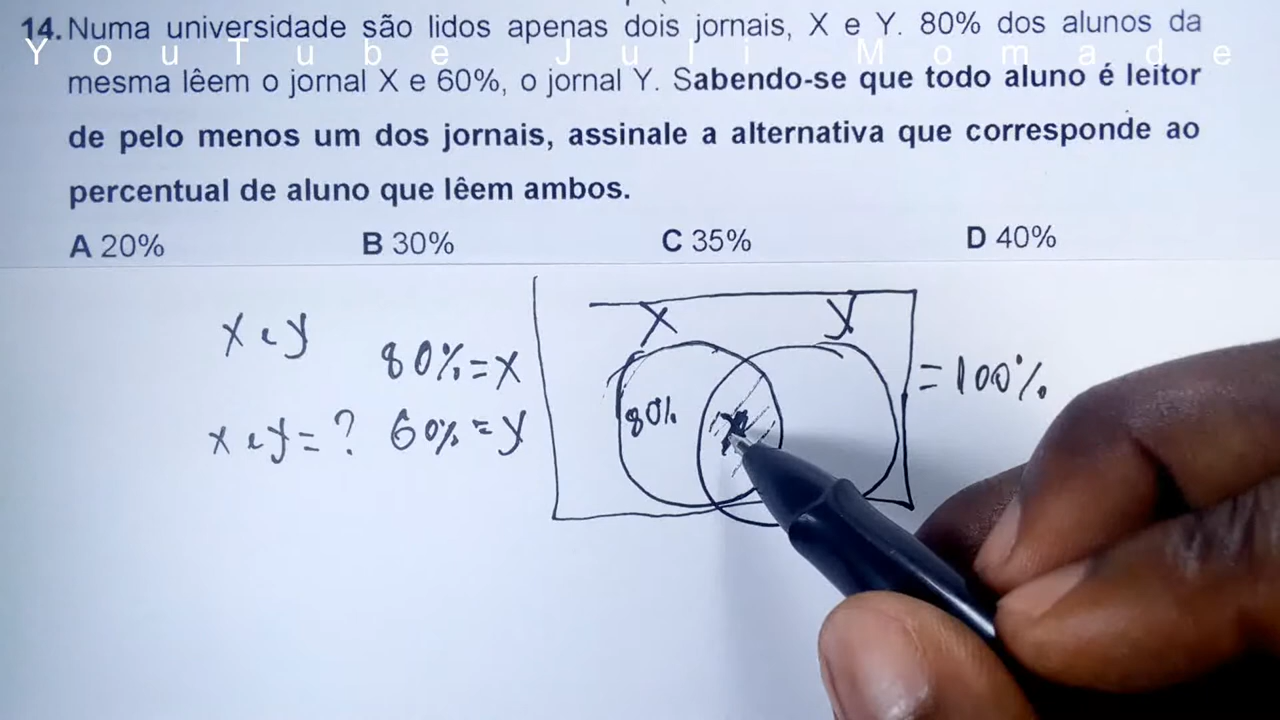 14. Numa universidade são lidos apenas dois jornais, X e Y. 80% dos alunos da
YouTube Juli Momade
mesma lêem o jornal X e 60%, o jornal Y. Sabendo-se que todo aluno é leitor
de pelo menos um dos jornais, assinale a alternativa que corresponde ao
percentual de aluno que lêem ambos.
A 20% B 30% C 35% D 40%
X e y
80% = X
X e y = ? 60% = y
X y
80%
= 100%